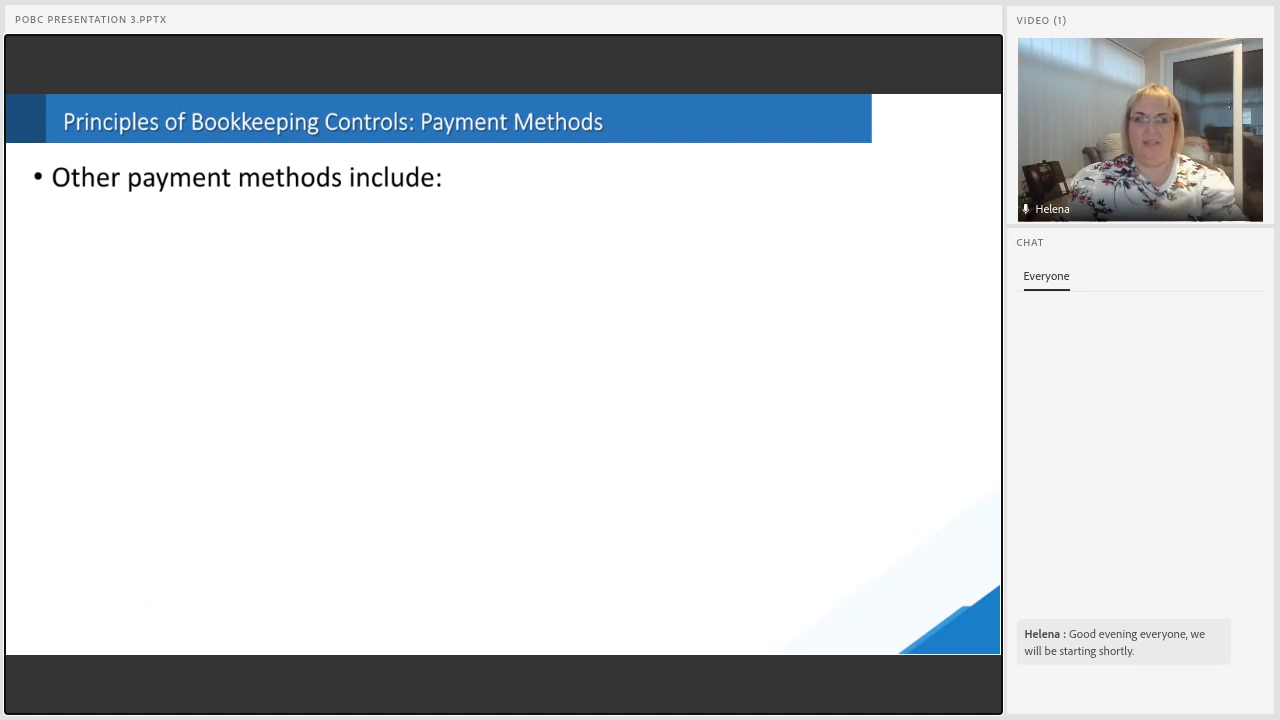 POBC PRESENTATION 3.PPTX
Principles of Bookkeeping Controls: Payment Methods
• Other payment methods include:
VIDEO (1)
Helena
CHAT
Everyone
Helena : Good evening everyone, we
will be starting shortly.